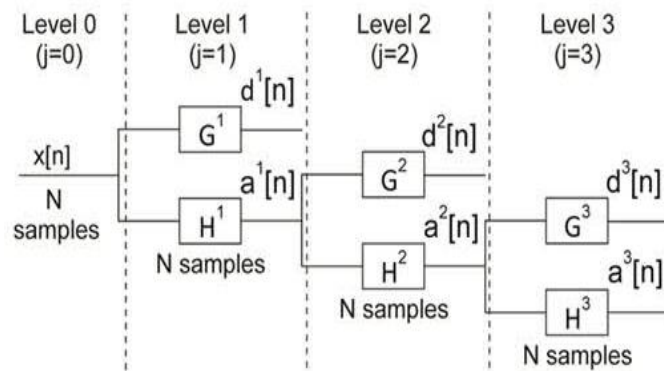 Level 0
(j=0)
Level 1
(j=1)
Level 2
(j=2)
Level 3
(j=3)
x[n]
N
samples
d¹[n]
G¹
a¹[n]
H¹
N samples
d²[n]
G²
a²[n]
H²
N samples
d³[n]
G³
a³[n]
H³
N samples